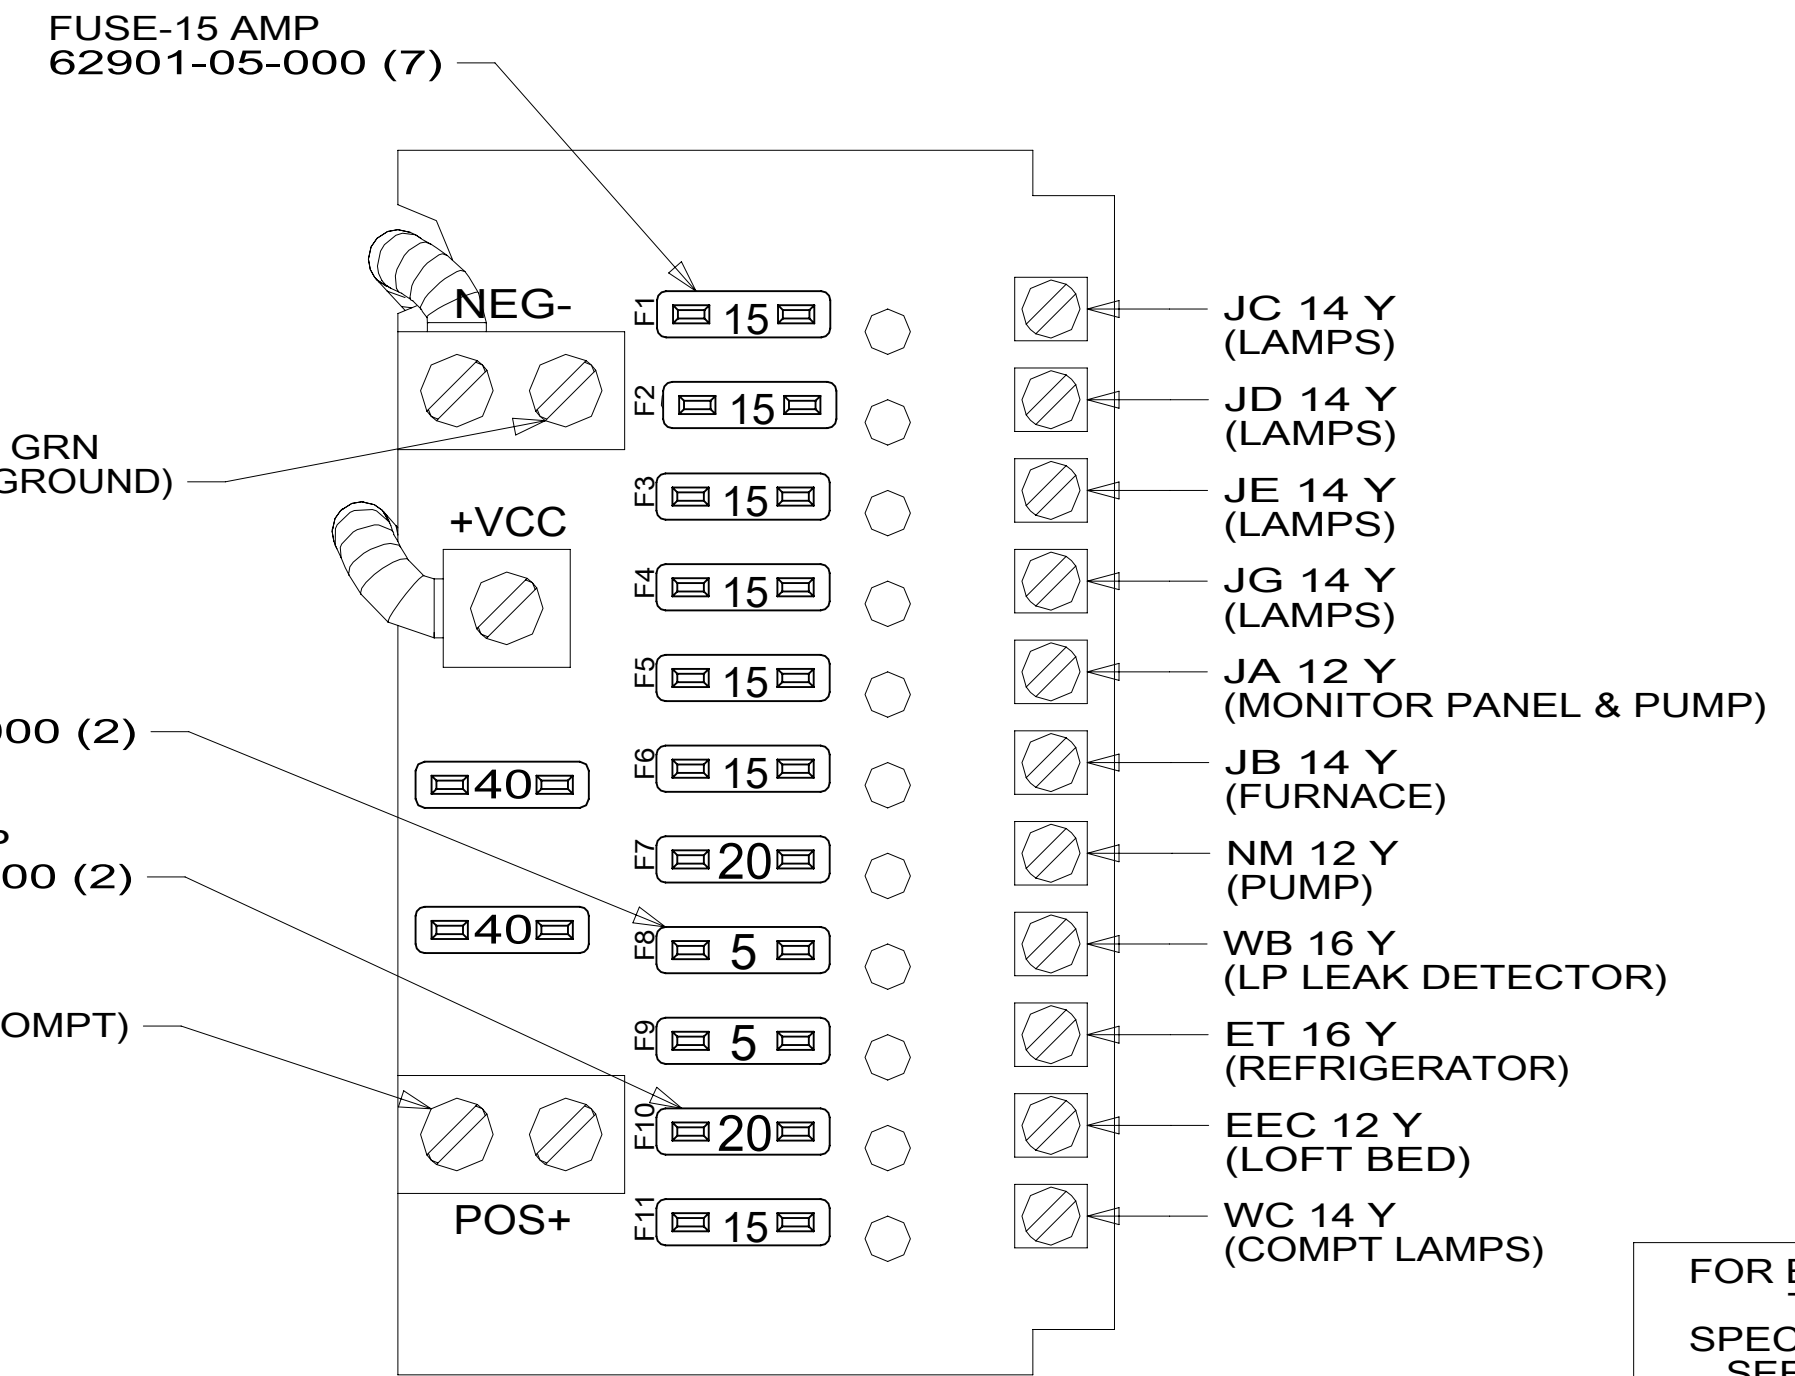 FUSE-15 AMP
62901-05-000 (7)
NEG-
GRN
GROUND)
+VCC
000 (2)
40
P
00 (2)
40
OMPT)
POS+
F1 15
F2 15
F3 15
F4 15
F5 15
F6 15
F7 20
F8 5
F9 5
F10 20
F11 15
JC 14 Y
(LAMPS)
JD 14 Y
(LAMPS)
JE 14 Y
(LAMPS)
JG 14 Y
(LAMPS)
JA 12 Y
(MONITOR PANEL & PUMP)
JB 14 Y
(FURNACE)
NM 12 Y
(PUMP)
WB 16 Y
(LP LEAK DETECTOR)
ET 16 Y
(REFRIGERATOR)
EEC 12 Y
(LOFT BED)
WC 14 Y
(COMPT LAMPS)
FOR
SPEC